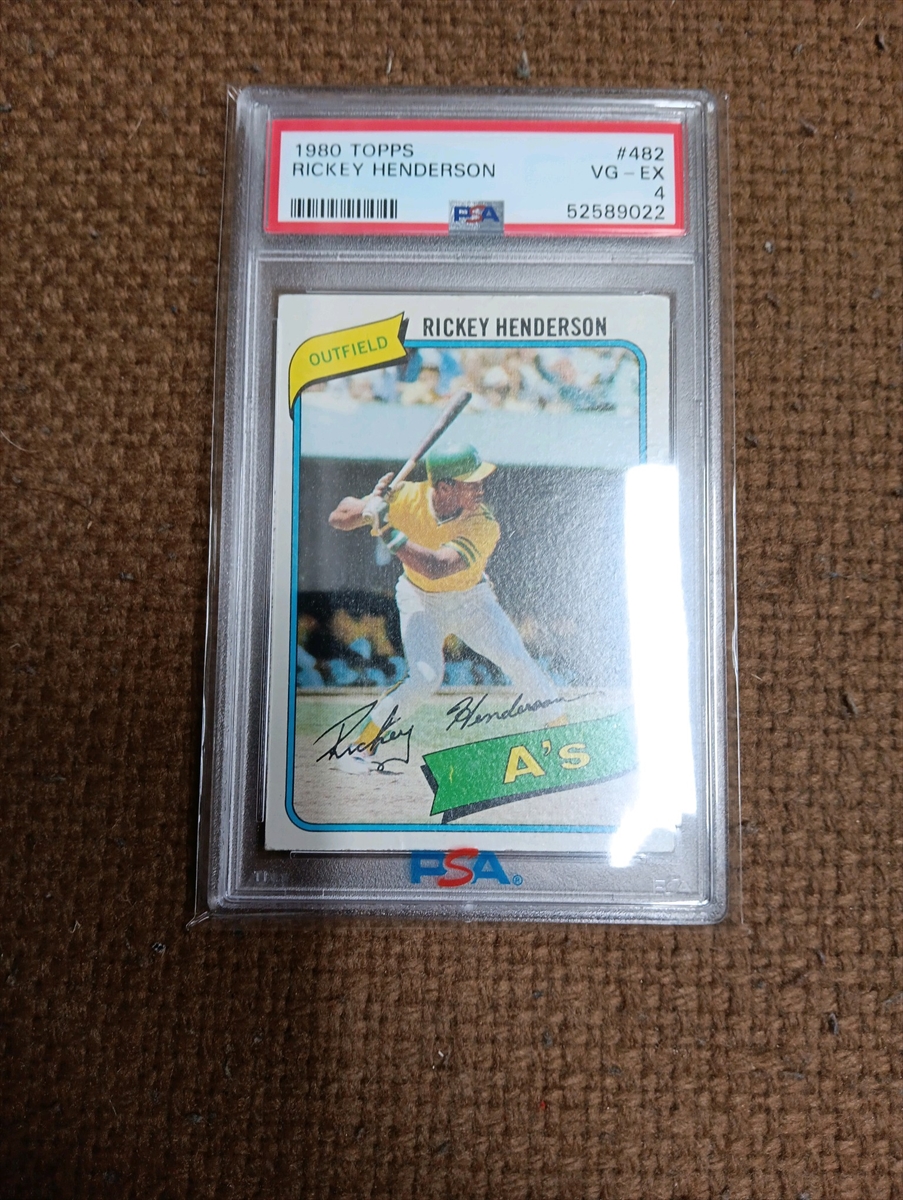 1980 TOPPS #482
RICKEY HENDERSON VG - EX
4
52589022
PSA
OUTFIELD
RICKEY HENDERSON
Rickey Henderson
A's
PSA®